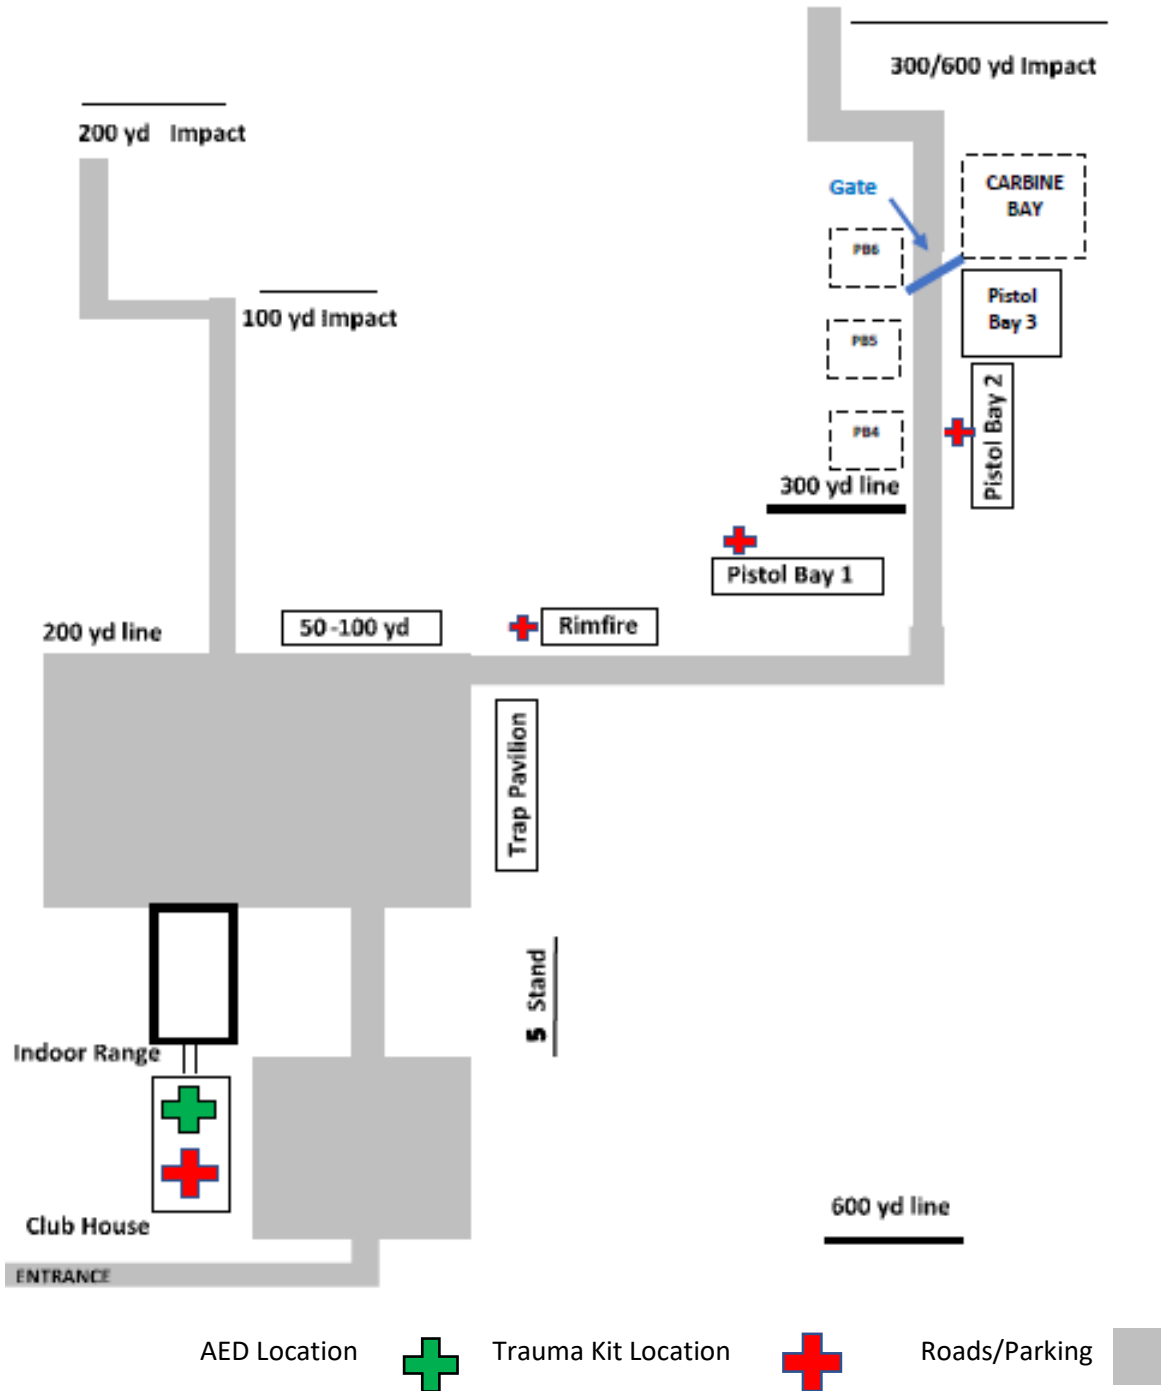 300/600 yd Impact
200 yd Impact
CARBINE
BAY
Gate
PB6
Pistol
Bay 3
100 yd Impact
PB5
Pistol Bay 2
PB4
300 yd line
Pistol Bay 1
200 yd line
50-100 yd
Rimfire
Trap Pavilion
5 Stand
Indoor Range
Club House
600 yd line
ENTRANCE
AED Location
Trauma Kit Location
Roads/Parking